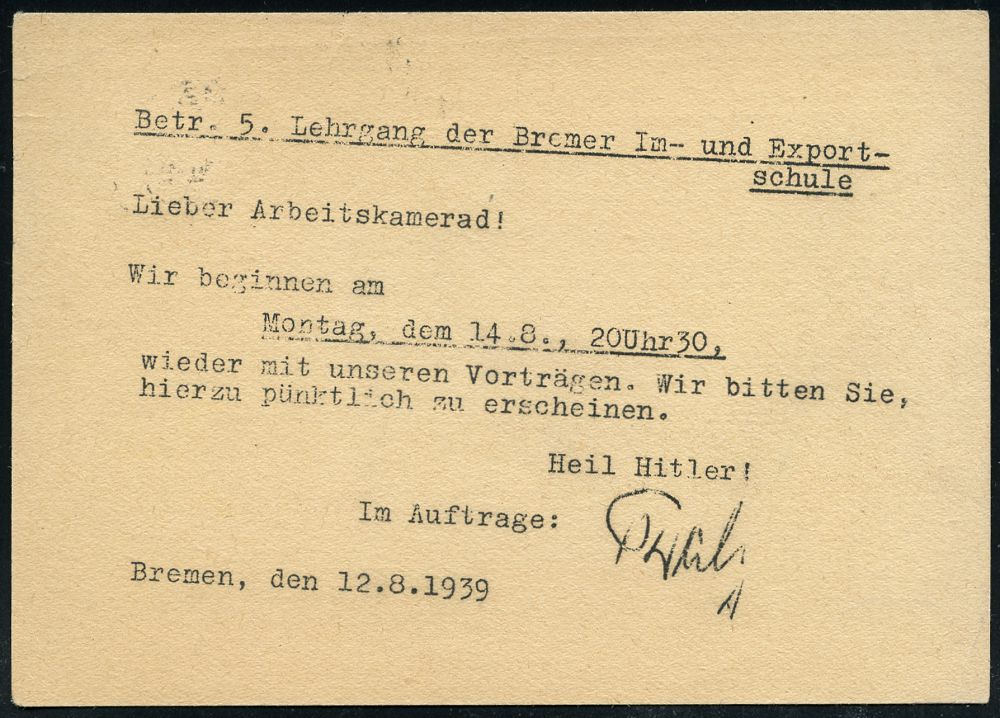 Betr. 5. Lehrgang der Bremer Im- und Export-
schule
Lieber Arbeitskamerad!
Wir beginnen am
Montag, dem 14.8., 20Uhr30,
wieder mit unseren Vorträgen. Wir bitten Sie,
hierzu pünktlich zu erscheinen.
Heil Hitler!
Im Auftrage:
Bremen, den 12.8.1939